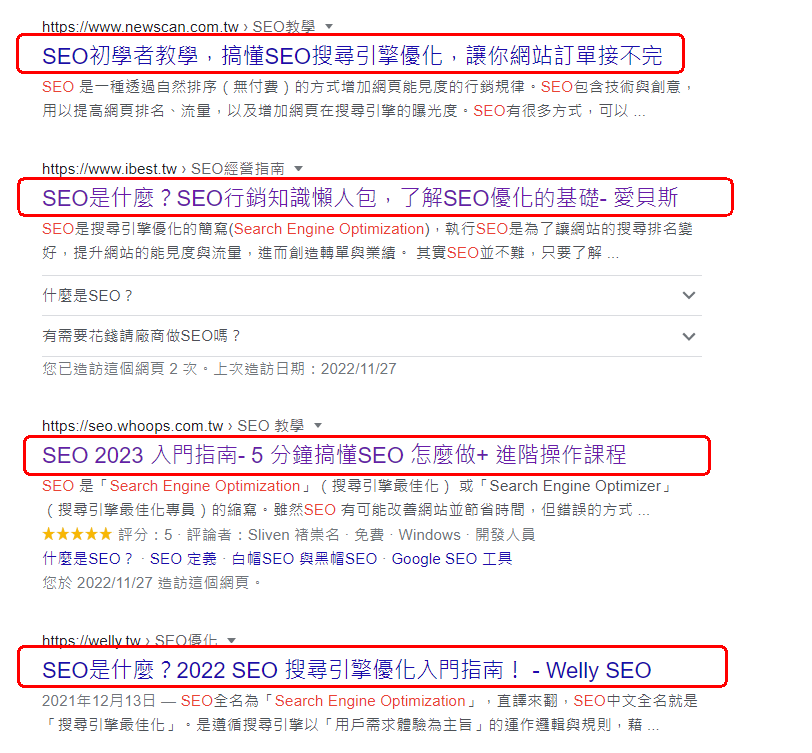 https://www.newscan.com.tw › SEO教學
SEO初學者教學，搞懂SEO搜尋引擎優化，讓你網站訂單接不完
SEO 是一種透過自然排序（無付費）的方式增加網頁能見度的行銷規律。SEO包含技術與創意，
用以提高網頁排名、流量，以及增加網頁在搜尋引擎的曝光度。SEO有很多方式，可以 ...
https://www.ibest.tw › SEO經營指南
SEO是什麼？SEO行銷知識懶人包，了解SEO優化的基礎- 愛貝斯
SEO是搜尋引擎優化的簡寫(Search Engine Optimization)，執行SEO是為了讓網站的搜尋排名變
好，提升網站的能見度與流量，進而創造轉單與業績。 其實SEO並不難，只要了解 ...
什麼是SEO？
有需要花錢請廠商做SEO嗎？
您已造訪這個網頁 2 次。上次造訪日期：2022/11/27
https://seo.whoops.com.tw › SEO 教學
SEO 2023 入門指南- 5 分鐘搞懂SEO 怎麼做+ 進階操作課程
SEO 是「Search Engine Optimization」（搜尋引擎最佳化） 或「Search Engine Optimizer」
（搜尋引擎最佳化專員）的縮寫。雖然SEO 有可能改善網站並節省時間，但錯誤的方式 ...
★★★★★ 評分：5 · 評論者：Sliven 褚崇名 · 免費 · Windows · 開發人員
什麼是SEO？ · SEO 定義 · 白帽SEO 與黑帽SEO · Google SEO 工具
您於 2022/11/27 造訪這個網頁。
https://welly.tw › SEO優化
SEO是什麼？2022 SEO 搜尋引擎優化入門指南！ - Welly SEO
2021年12月13日 — SEO全名為「Search Engine Optimization」，直譯來翻，SEO中文全名就是
「搜尋引擎最佳化」。是遵循搜尋引擎以「用戶需求體驗為主旨」的運作邏輯與規則，藉 ...